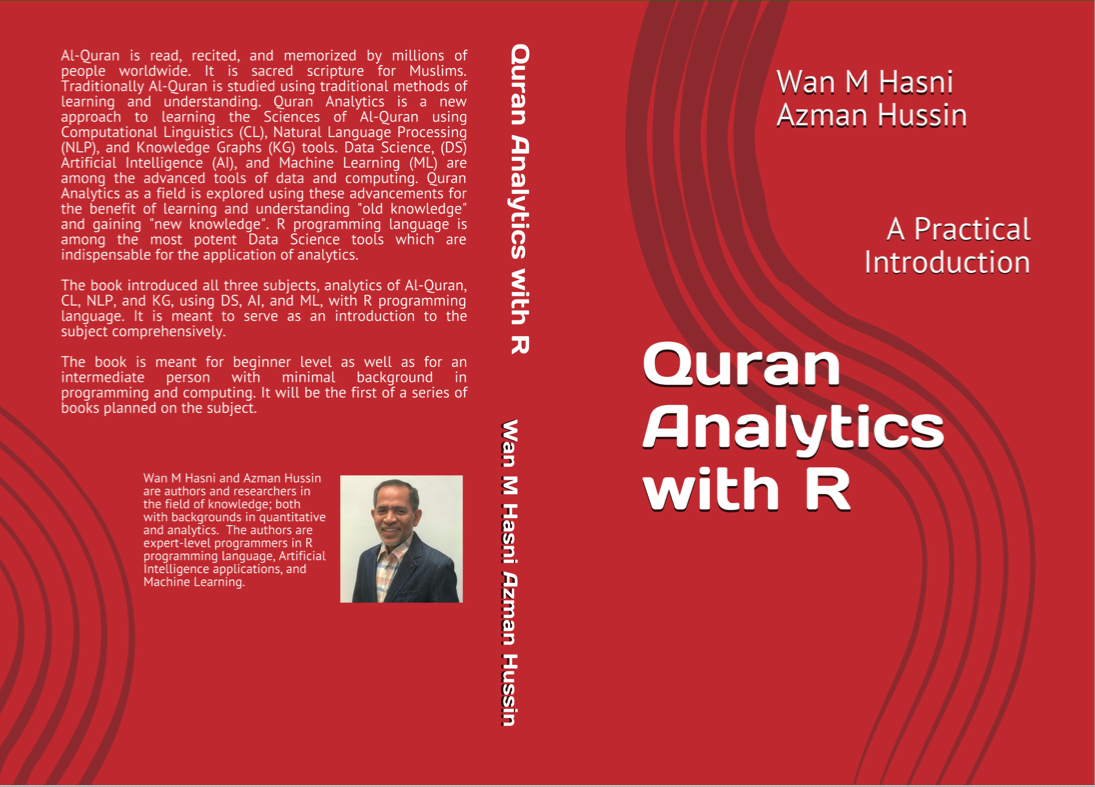 Al-Quran is read, recited, and memorized by millions of
people worldwide. It is sacred scripture for Muslims.
Traditionally Al-Quran is studied using traditional methods of
learning and understanding. Quran Analytics is a new
approach to learning the Sciences of Al-Quran using
Computational Linguistics (CL), Natural Language Processing
(NLP), and Knowledge Graphs (KG) tools. Data Science, (DS)
Artificial Intelligence (AI), and Machine Learning (ML) are
among the advanced tools of data and computing. Quran
Analytics as a field is explored using these advancements for
the benefit of learning and understanding "old knowledge"
and gaining "new knowledge". R programming language is
among the most potent Data Science tools which are
indispensable for the application of analytics.
The book introduced all three subjects, analytics of Al-Quran,
CL, NLP, and KG, using DS, AI, and ML, with R programming
language. It is meant to serve as an introduction to the
subject comprehensively.
The book is meant for beginner level as well as for an
intermediate person with minimal background in
programming and computing. It will be the first of a series of
books planned on the subject.
Wan M Hasni and Azman Hussin
are authors and researchers in
the field of knowledge; both
with backgrounds in quantitative
and analytics. The authors are
expert-level programmers in R
programming language, Artificial
Intelligence applications, and
Machine Learning.
Quran Analytics with R
Wan M Hasni Azman Hussin
Wan M Hasni
Azman Hussin
A Practical
Introduction
Quran
Analytics
with R